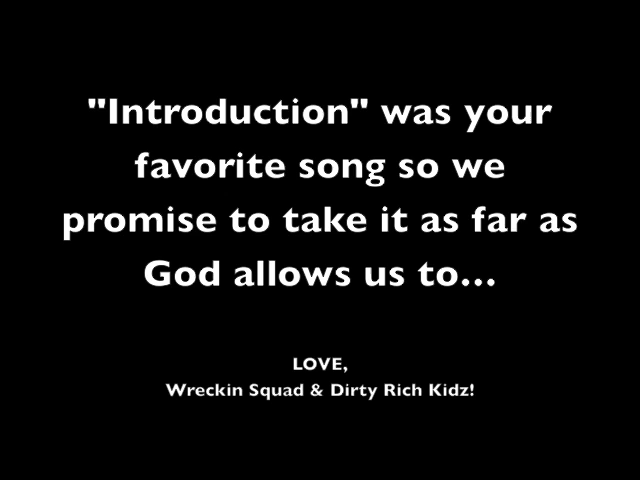 "Introduction" was your
favorite song so we
promise to take it as far as
God allows us to...
LOVE,
Wreckin Squad & Dirty Rich Kidz!